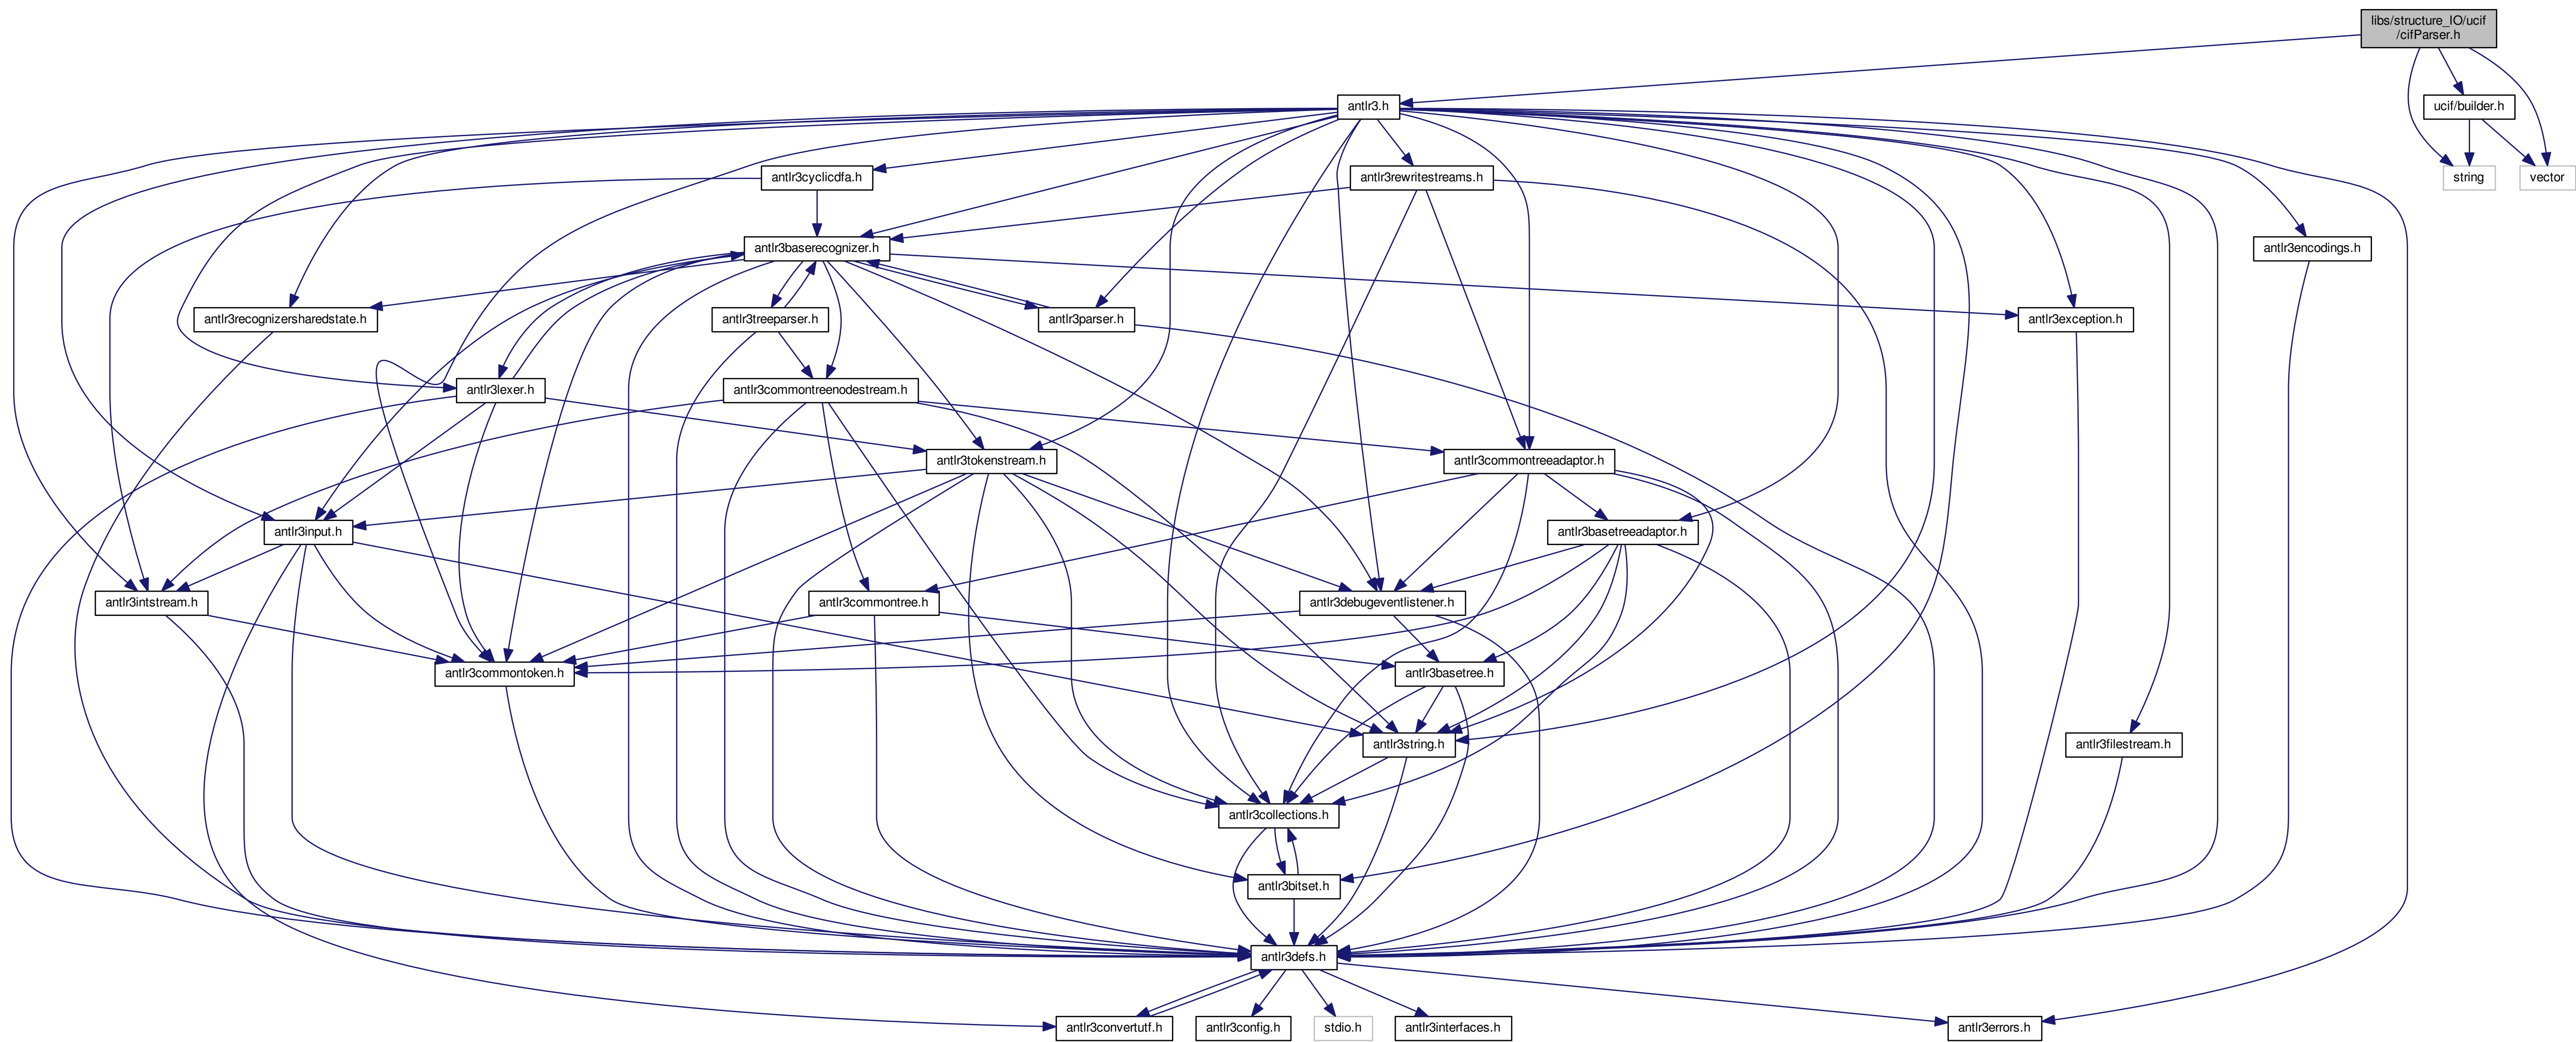 libs/structure_IO/ucif
/cifParser.h
antlr3.h
ucif/builder.h
antlr3cyclicdfa.h
antlr3rewritestreams.h
string
vector
antlr3baserecognizer.h
antlr3encodings.h
antlr3recognizersharedstate.h
antlr3treeparser.h
antlr3parser.h
antlr3exception.h
antlr3lexer.h
antlr3commontreenodestream.h
antlr3tokenstream.h
antlr3commontreeadaptor.h
antlr3input.h
antlr3basetreeadaptor.h
antlr3intstream.h
antlr3commontree.h
antlr3debugeventlistener.h
antlr3commontoken.h
antlr3basetree.h
antlr3string.h
antlr3filestream.h
antlr3collections.h
antlr3bitset.h
antlr3defs.h
antlr3convertutf.h
antlr3config.h
stdio.h
antlr3interfaces.h
antlr3errors.h